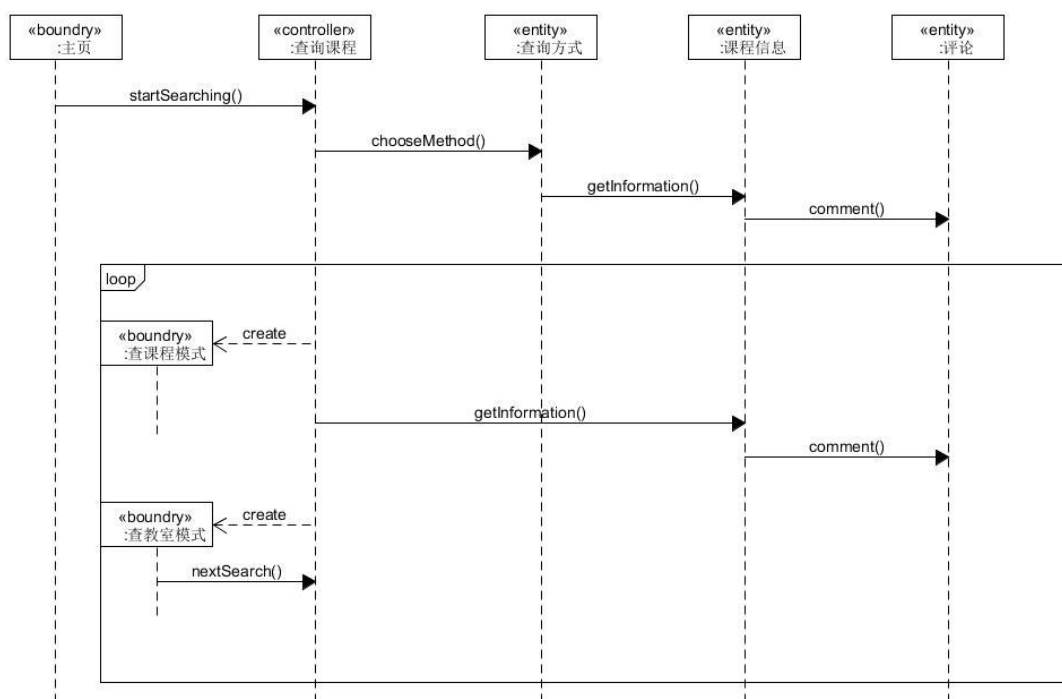 «boundry»
:主页
«controller»
:查询课程
«entity»
:查询方式
«entity»
:课程信息
«entity»
:评论
startSearching()
chooseMethod()
getInformation()
comment()
loop
«boundry»
:查课程模式
create
getInformation()
comment()
«boundry»
:查教室模式
create
nextSearch()